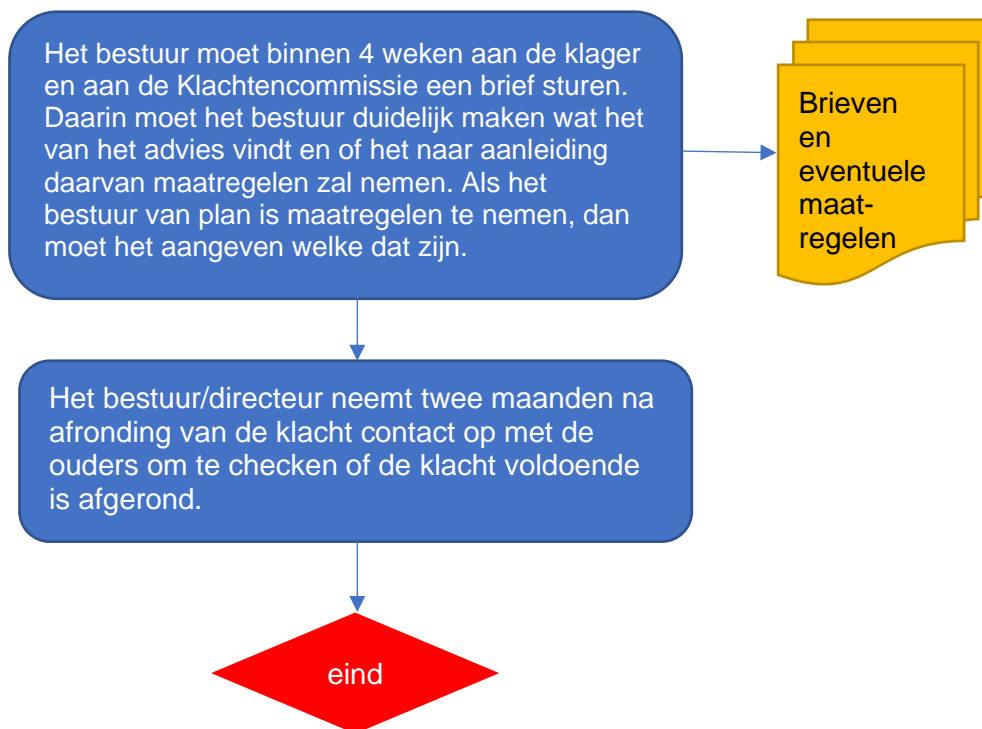 Het bestuur moet binnen 4 weken aan de klager
en aan de Klachtencommissie een brief sturen.
Daarin moet het bestuur duidelijk maken wat het
van het advies vindt en of het naar aanleiding
daarvan maatregelen zal nemen. Als het
bestuur van plan is maatregelen te nemen, dan
moet het aangeven welke dat zijn.
Brieven
en
eventuele
maat-
regelen
Het bestuur/directeur neemt twee maanden na
afronding van de klacht contact op met de
ouders om te checken of de klacht voldoende
is afgerond.
eind